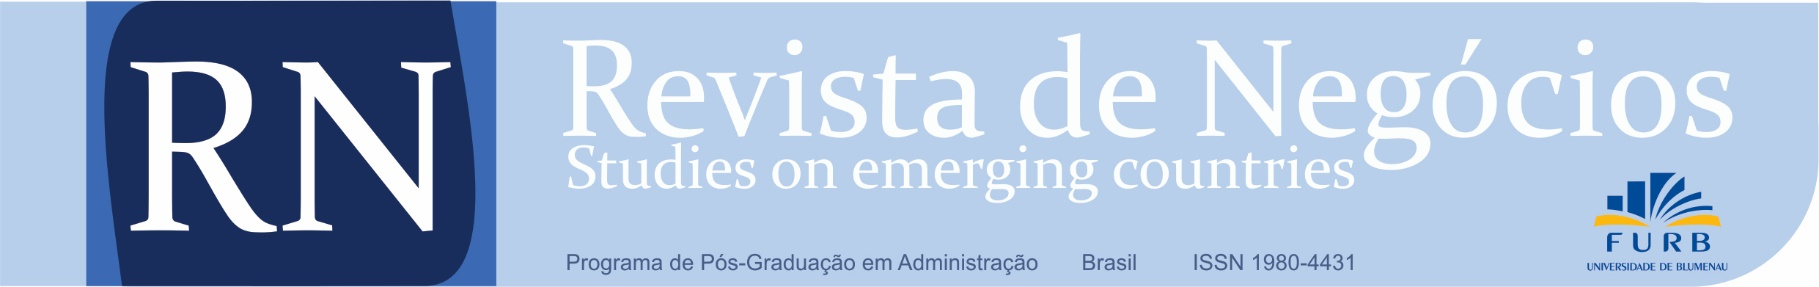 RN
Revista de Negócios
Studies on emerging countries
Programa de Pós-Graduação em Administração Brasil ISSN 1980-4431
FURB
UNIVERSIDADE DE BLUMENAU